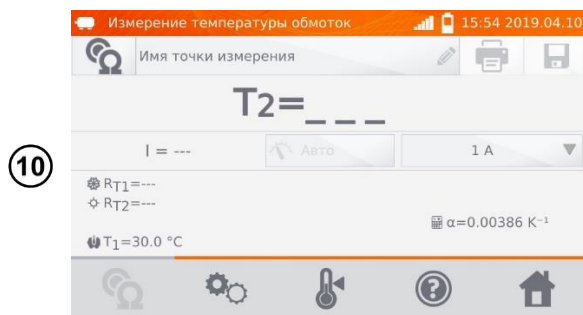 Измерение температуры обмоток 15:54 2019.04.10
Имя точки измерения
T2=_ _ _
I = --- Авто 1 A
10
RT1=---
RT2=---
α=0.00386 K⁻¹
T1=30.0 °C